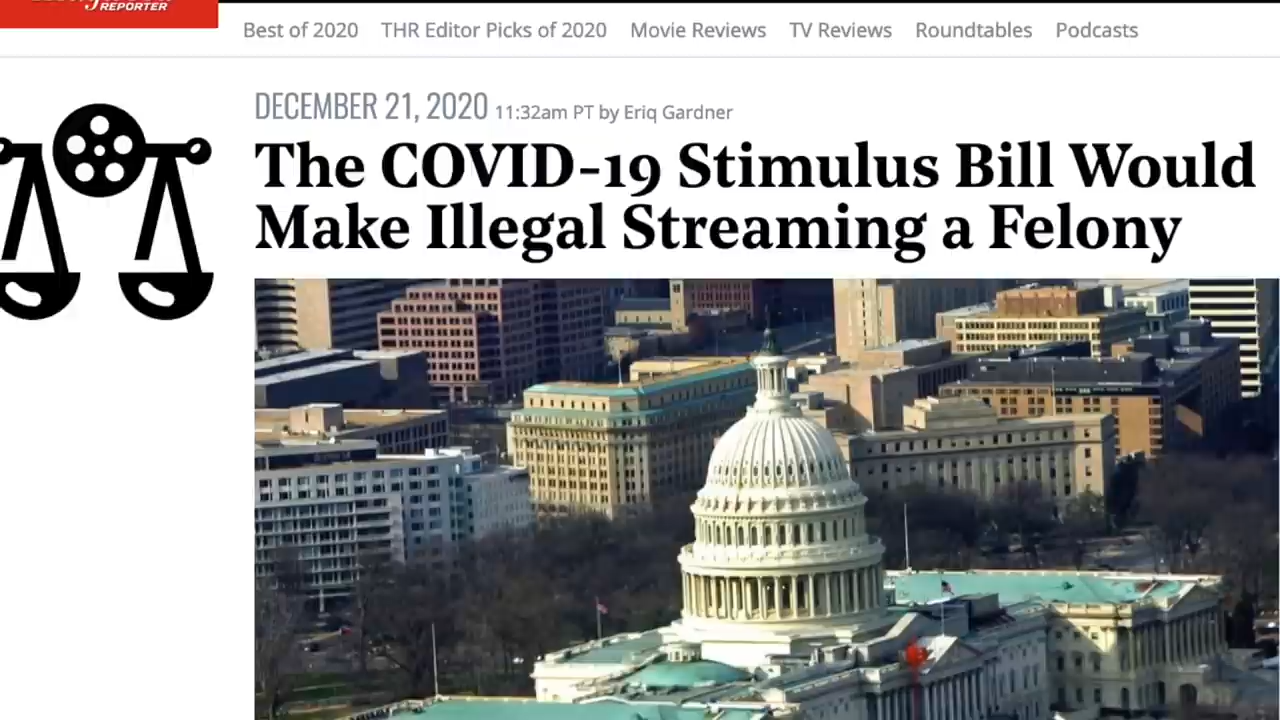 REPORTER
Best of 2020 THR Editor Picks of 2020 Movie Reviews TV Reviews Roundtables Podcasts
DECEMBER 21, 2020 11:32am PT by Eriq Gardner
The COVID-19 Stimulus Bill Would
Make Illegal Streaming a Felony